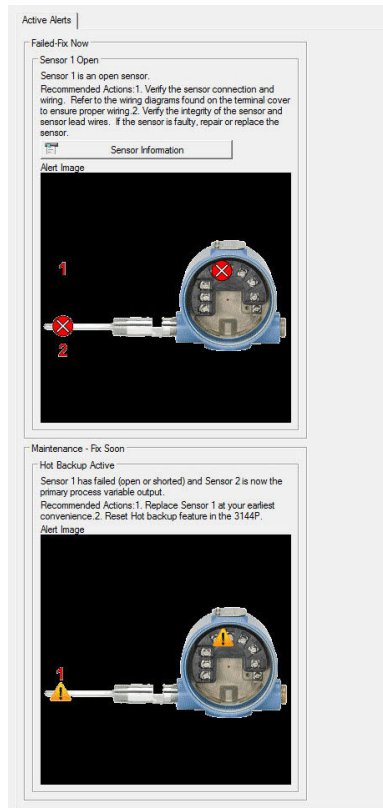 Active Alerts
Failed-Fix Now
Sensor 1 Open
Sensor 1 is an open sensor.
Recommended Actions:1. Verify the sensor connection and
wiring. Refer to the wiring diagrams found on the terminal cover
to ensure proper wiring.2. Verify the integrity of the sensor and
sensor lead wires. If the sensor is faulty, repair or replace the
sensor.
Sensor Information
Alert Image
1
2
Maintenance - Fix Soon
Hot Backup Active
Sensor 1 has failed (open or shorted) and Sensor 2 is now the
primary process variable output.
Recommended Actions:1. Replace Sensor 1 at your earliest
convenience.2. Reset Hot backup feature in the 3144P.
Alert Image
1